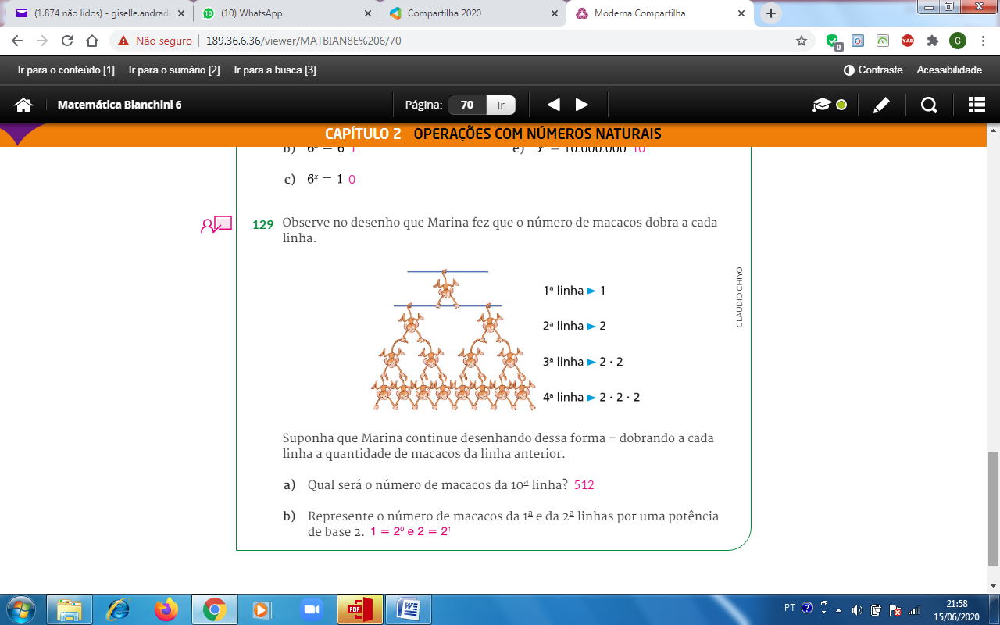 (1.874 não lidos) - giselle.andrad
(10) WhatsApp
Compartilha 2020
Moderna Compartilha
Não seguro
189.36.6.36/viewer/MATBIAN8E%206/70
0
YAB
G
Ir para o conteúdo [1] Ir para o sumário [2] Ir para a busca [3]
Contraste Acessibilidade
Matemática Bianchini 6
Página: 70 Ir
CAPÍTULO 2 OPERAÇÕES COM NÚMEROS NATURAIS
b) 6ˣ = 6 1
e) = 10.000.000 10
c) 6ˣ = 1 0
129 Observe no desenho que Marina fez que o número de macacos dobra a cada
linha.
1ª linha ► 1
2ª linha ► 2
3ª linha ► 2 · 2
4ª linha ► 2 · 2 · 2
CLAUDIO CHIYO
Suponha que Marina continue desenhando dessa forma – dobrando a cada
linha a quantidade de macacos da linha anterior.
a) Qual será o número de macacos da 10ª linha? 512
b) Represente o número de macacos da 1ª e da 2ª linhas por uma potência
de base 2. 1 = 2⁰ e 2 = 2¹
PDF
W
PT
21:58
15/06/2020